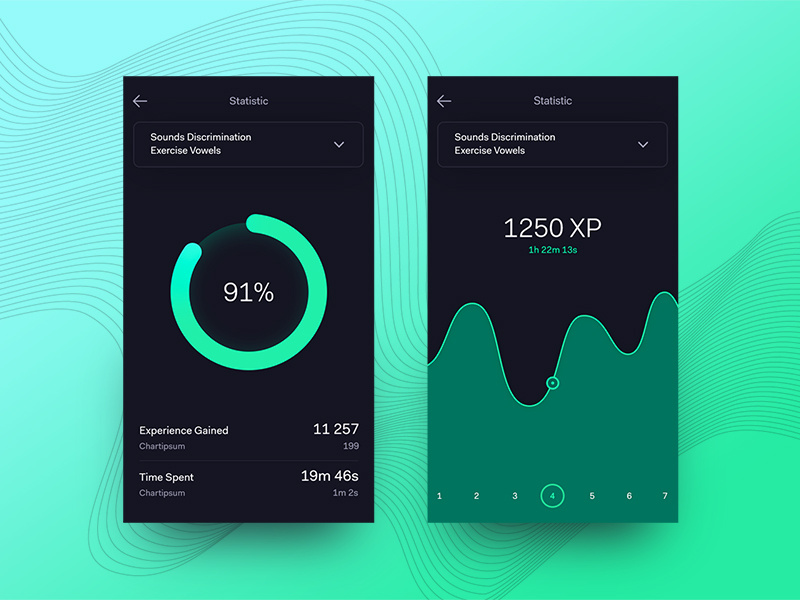 Statistic
Sounds Discrimination
Exercise Vowels
91%
Experience Gained 11 257
Chartipsum 199
Time Spent 19m 46s
Chartipsum 1m 2s
Statistic
Sounds Discrimination
Exercise Vowels
1250 XP
1h 22m 13s
1 2 3 4 5 6 7